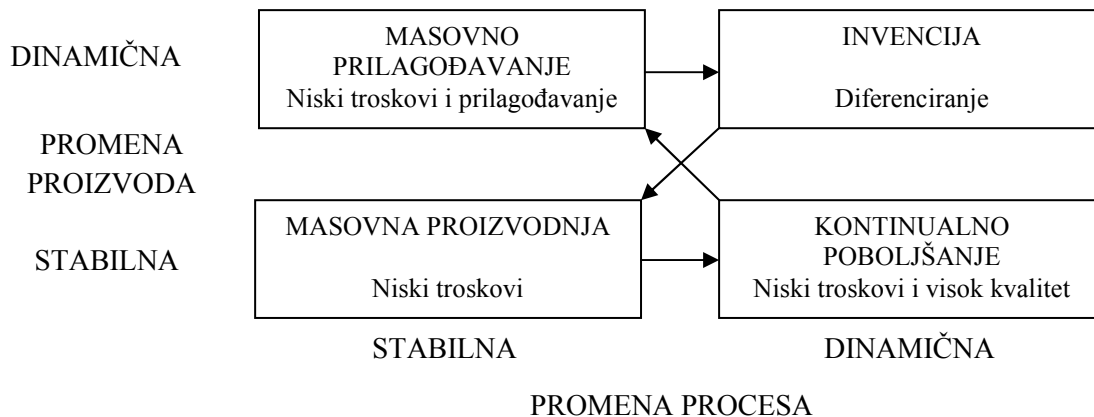 DINAMIČNA
MASOVNO
PRILAGOĐAVANJE
Niski troskovi i prilagođavanje
INVENCIJA
Diferenciranje
PROMENA
PROIZVODA
STABILNA
MASOVNA PROIZVODNJA
Niski troskovi
KONTINUALNO
POBOLJŠANJE
Niski troskovi i visok kvalitet
STABILNA
DINAMIČNA
PROMENA PROCESA